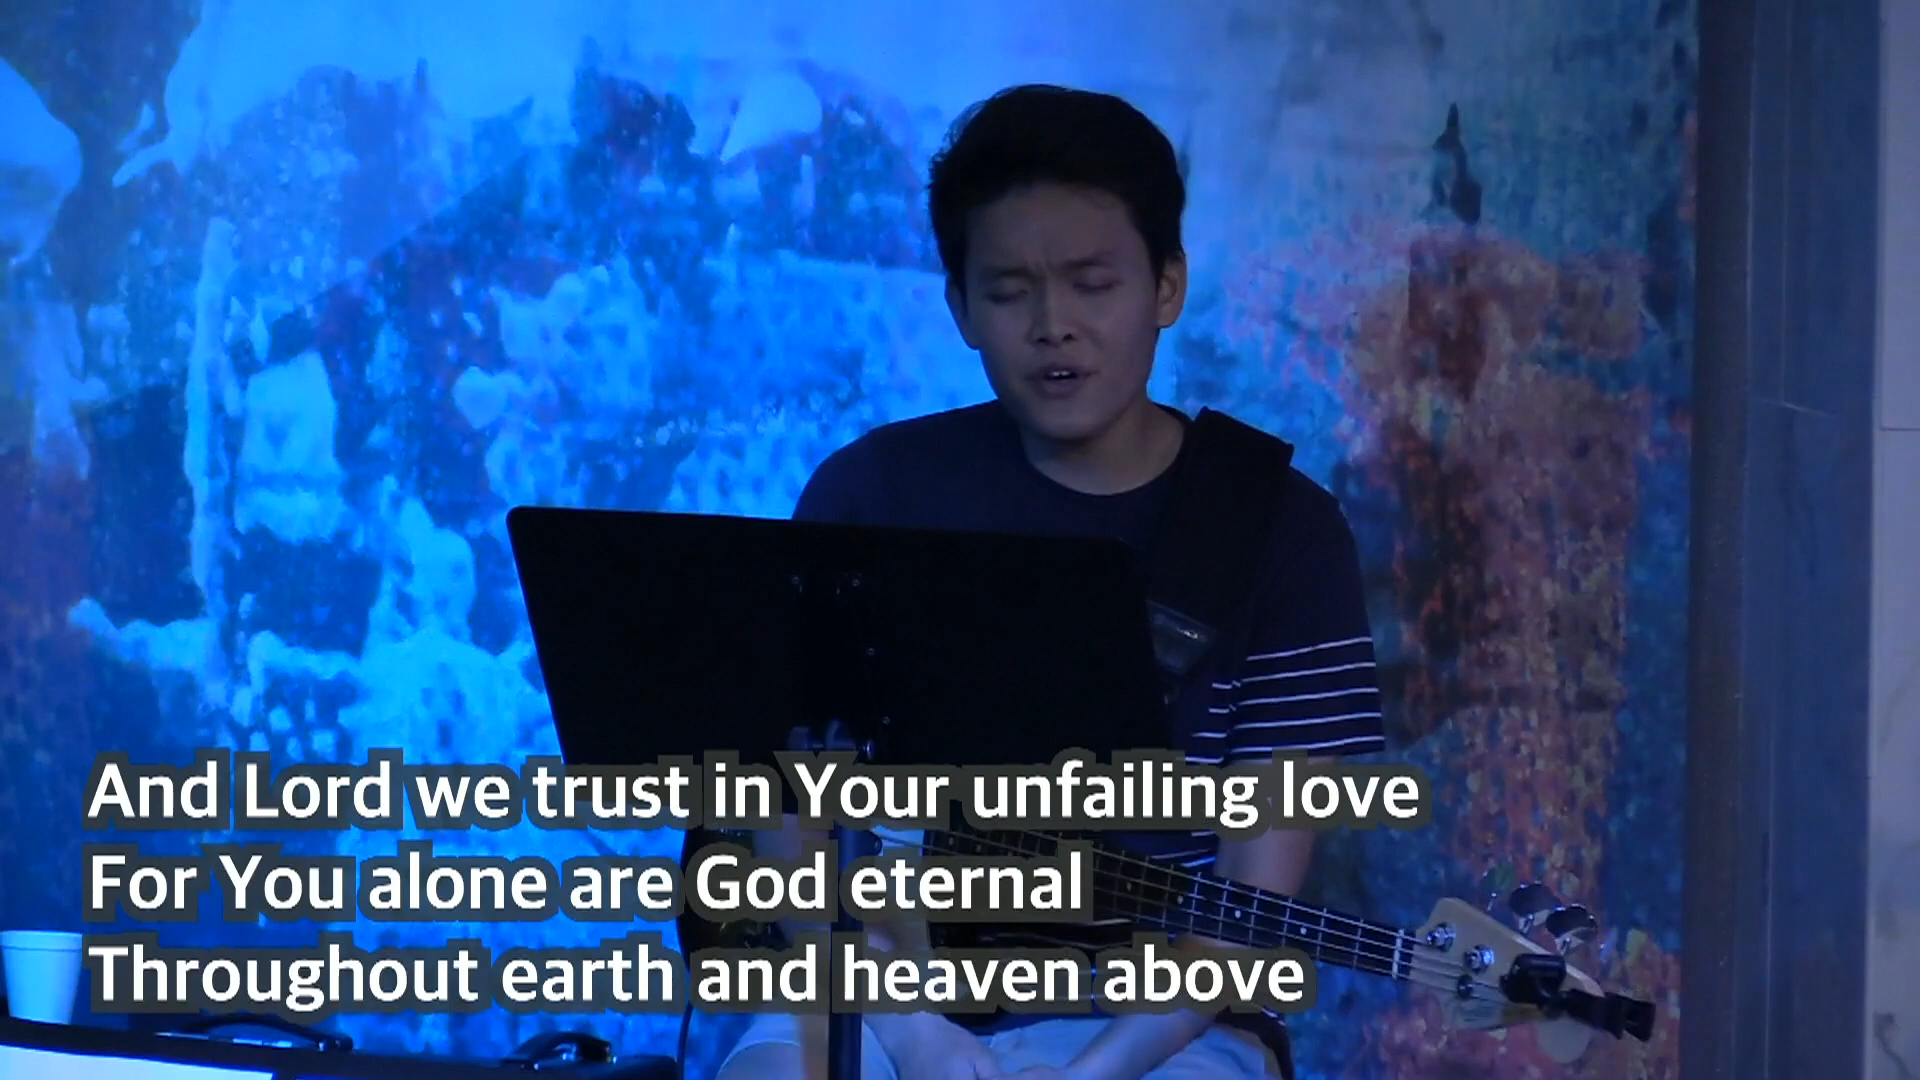 And Lord we trust in Your unfailing love
For You alone are God eternal
Throughout earth and heaven above